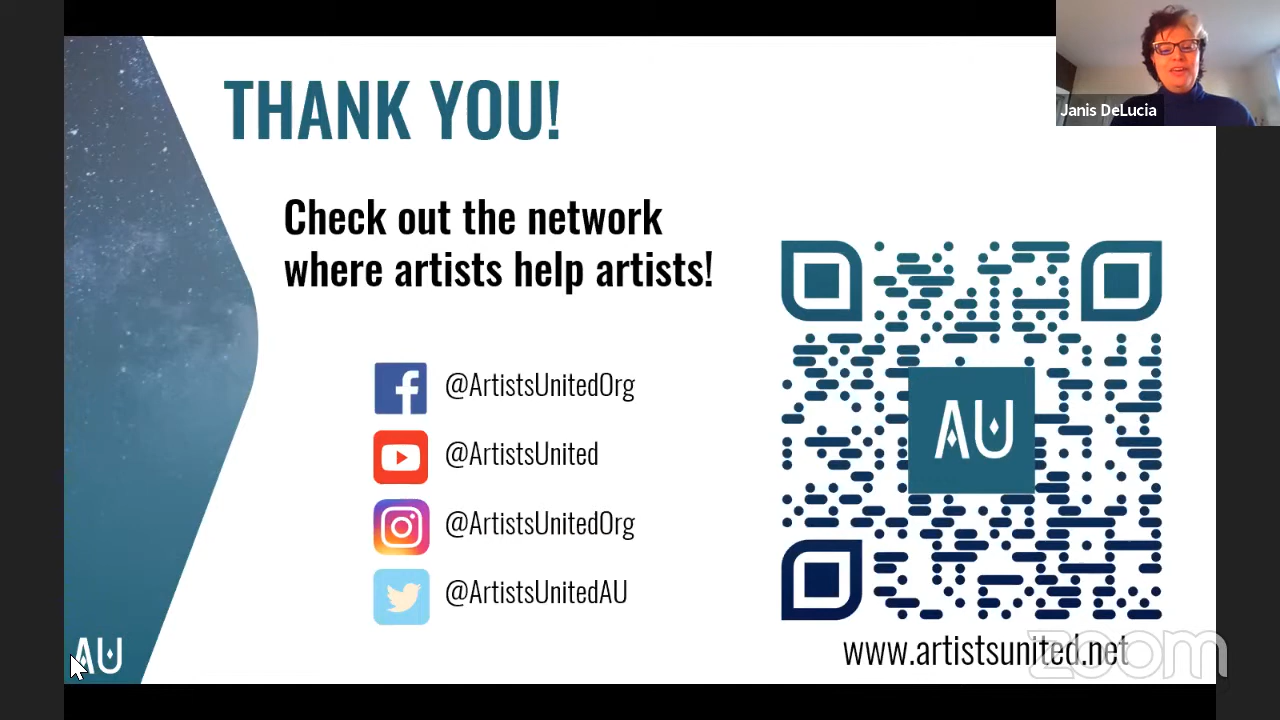 THANK YOU!
Janis DeLucia
Check out the network
where artists help artists!
@ArtistsUnitedOrg
@ArtistsUnited
@ArtistsUnitedOrg
@ArtistsUnitedAU
AU
www.artistsunited.net
zoom
AU